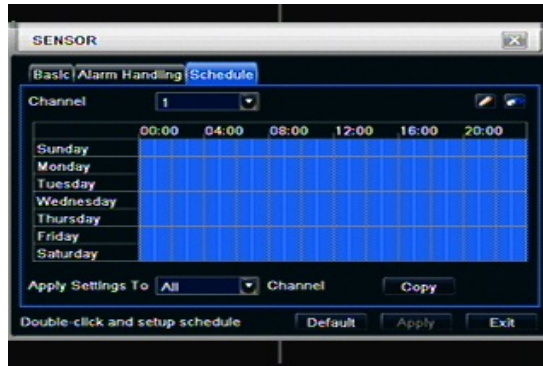 SENSOR
Basic Alarm Handling Schedule
Channel 1
00:00 04:00 08:00 12:00 16:00 20:00
Sunday
Monday
Tuesday
Wednesday
Thursday
Friday
Saturday
Apply Settings To All Channel Copy
Double-click and setup schedule Default Apply Exit